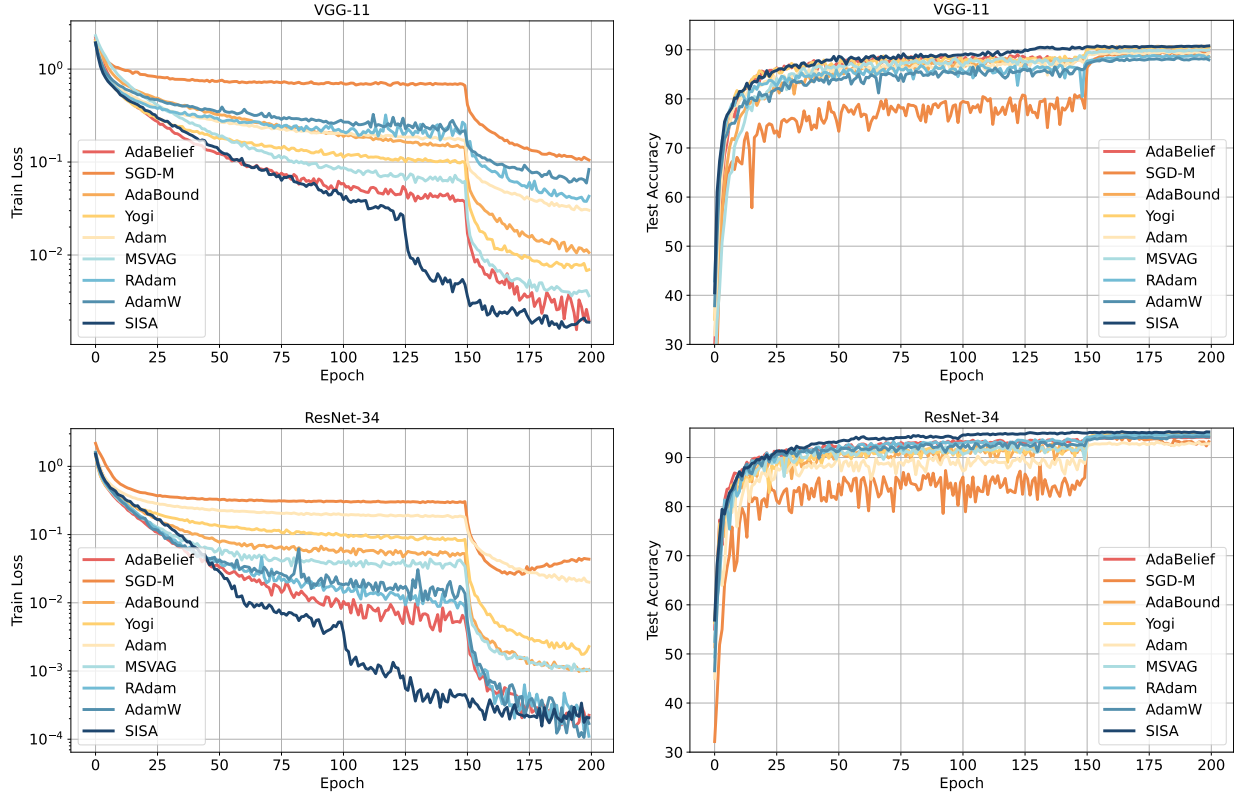 VGG-11
Train Loss
10⁰
10⁻¹
10⁻²
AdaBelief
SGD-M
AdaBound
Yogi
Adam
MSVAG
RAdam
AdamW
SISA
0 25 50 75 100 125 150 175 200
Epoch
VGG-11
Test Accuracy
90
80
70
60
50
40
30
AdaBelief
SGD-M
AdaBound
Yogi
Adam
MSVAG
RAdam
AdamW
SISA
0 25 50 75 100 125 150 175 200
Epoch
ResNet-34
Train Loss
10⁰
10⁻¹
10⁻²
10⁻³
10⁻⁴
AdaBelief
SGD-M
AdaBound
Yogi
Adam
MSVAG
RAdam
AdamW
SISA
0 25 50 75 100 125 150 175 200
Epoch
ResNet-34
Test Accuracy
90
80
70
60
50
40
30
AdaBelief
SGD-M
AdaBound
Yogi
Adam
MSVAG
RAdam
AdamW
SISA
0 25 50 75 100 125 150 175 200
Epoch